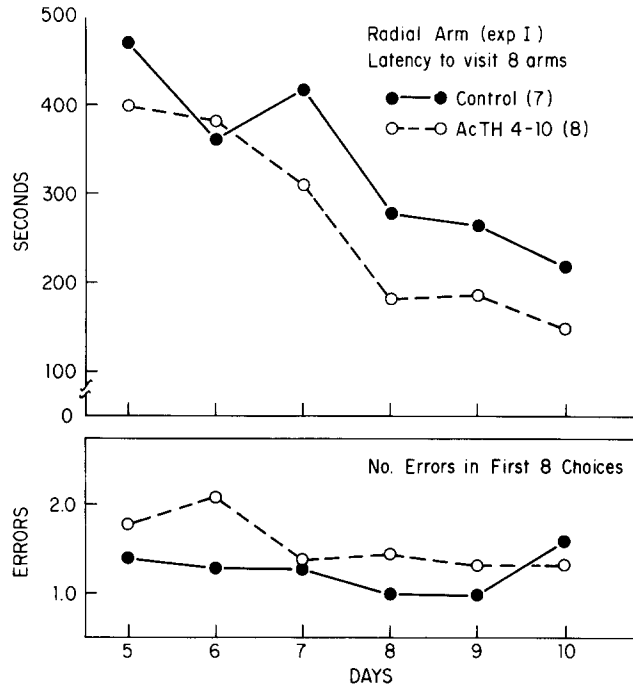 500
400
300
200
100
0
SECONDS
Radial Arm (exp I)
Latency to visit 8 arms
Control (7)
AcTH 4-10 (8)
No. Errors in First 8 Choices
2.0
1.0
ERRORS
5 6 7 8 9 10
DAYS